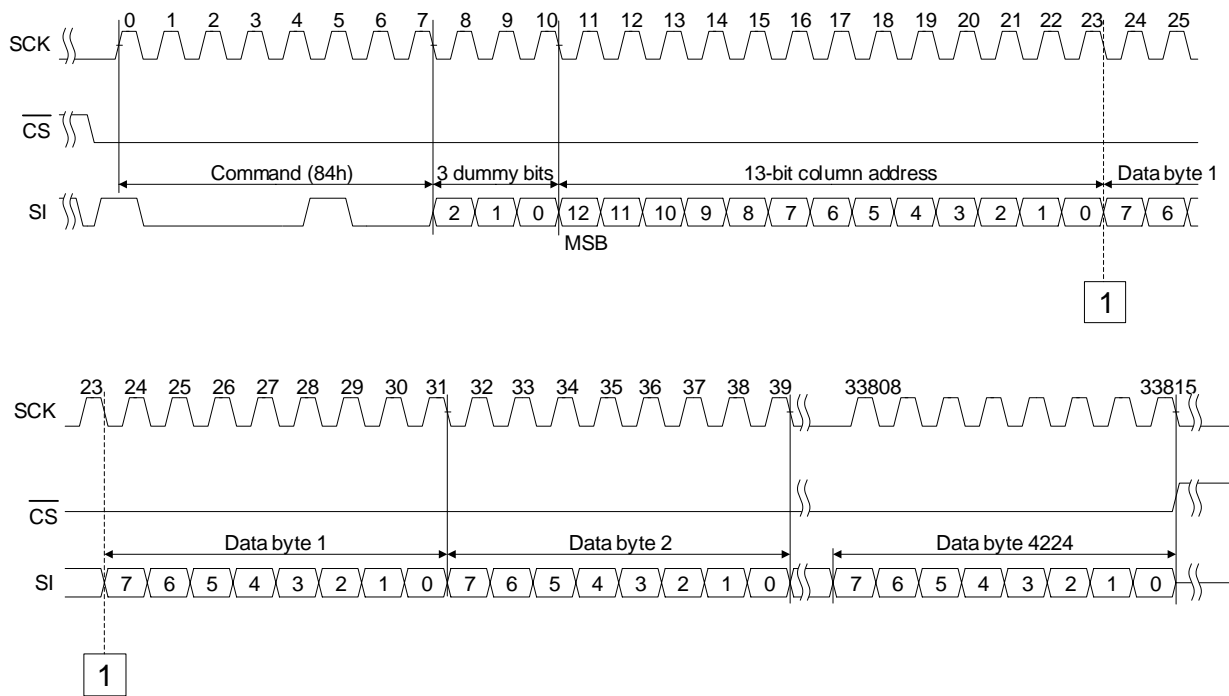 0 1 2 3 4 5 6 7 8 9 10 11 12 13 14 15 16 17 18 19 20 21 22 23 24 25
SCK
CS
Command (84h) 3 dummy bits 13-bit column address Data byte 1
SI 2 1 0 12 11 10 9 8 7 6 5 4 3 2 1 0 7 6
MSB
1
23 24 25 26 27 28 29 30 31 32 33 34 35 36 37 38 39 33808 33815
SCK
CS
Data byte 1 Data byte 2 Data byte 4224
SI 7 6 5 4 3 2 1 0 7 6 5 4 3 2 1 0 7 6 5 4 3 2 1 0
1